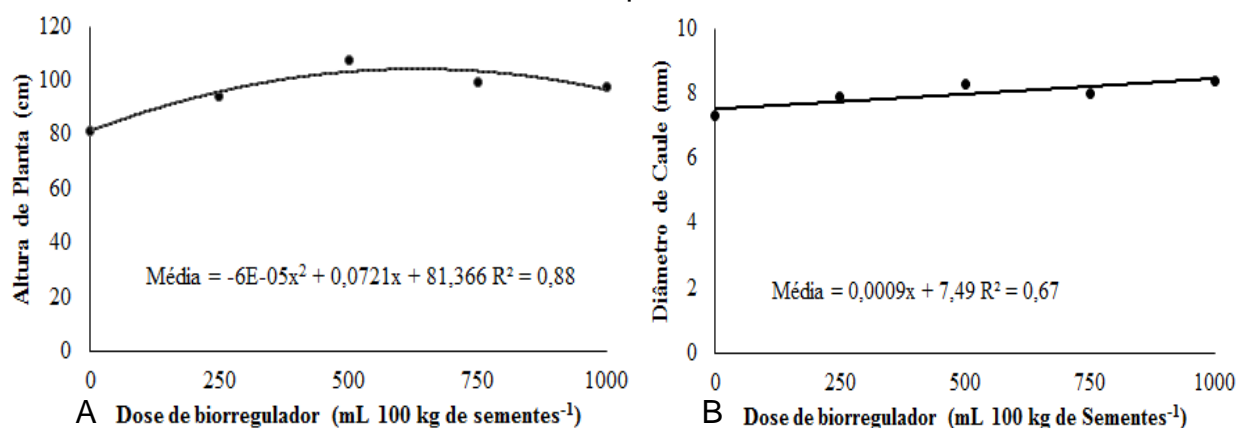 120
100
80
60
40
20
0
Altura de Planta (cm)
Média = -6E-05x² + 0,0721x + 81,366 R² = 0,88
0 250 500 750 1000
A Dose de biorregulador (mL 100 kg de sementes⁻¹)
10
8
6
4
2
0
Diâmetro de Caule (mm)
Média = 0,0009x + 7,49 R² = 0,67
0 250 500 750 1000
B Dose de biorregulador (mL 100 kg de Sementes⁻¹)